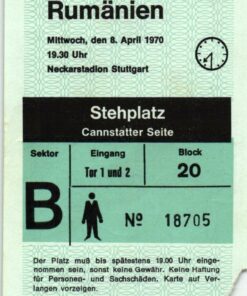 Rumänien
Mittwoch, den 8. April 1970
19.30 Uhr
Neckarstadion Stuttgart
Stehplatz
Cannstatter Seite
Sektor Eingang Block
Tor 1 und 2 20
B
№ 18705
Der Platz muß bis spätestens 19.00 Uhr einge-
nommen sein, sonst keine Gewähr. Keine Haftung
für Personen- und Sachschäden. Karte auf Ver-
langen vorzeigen.